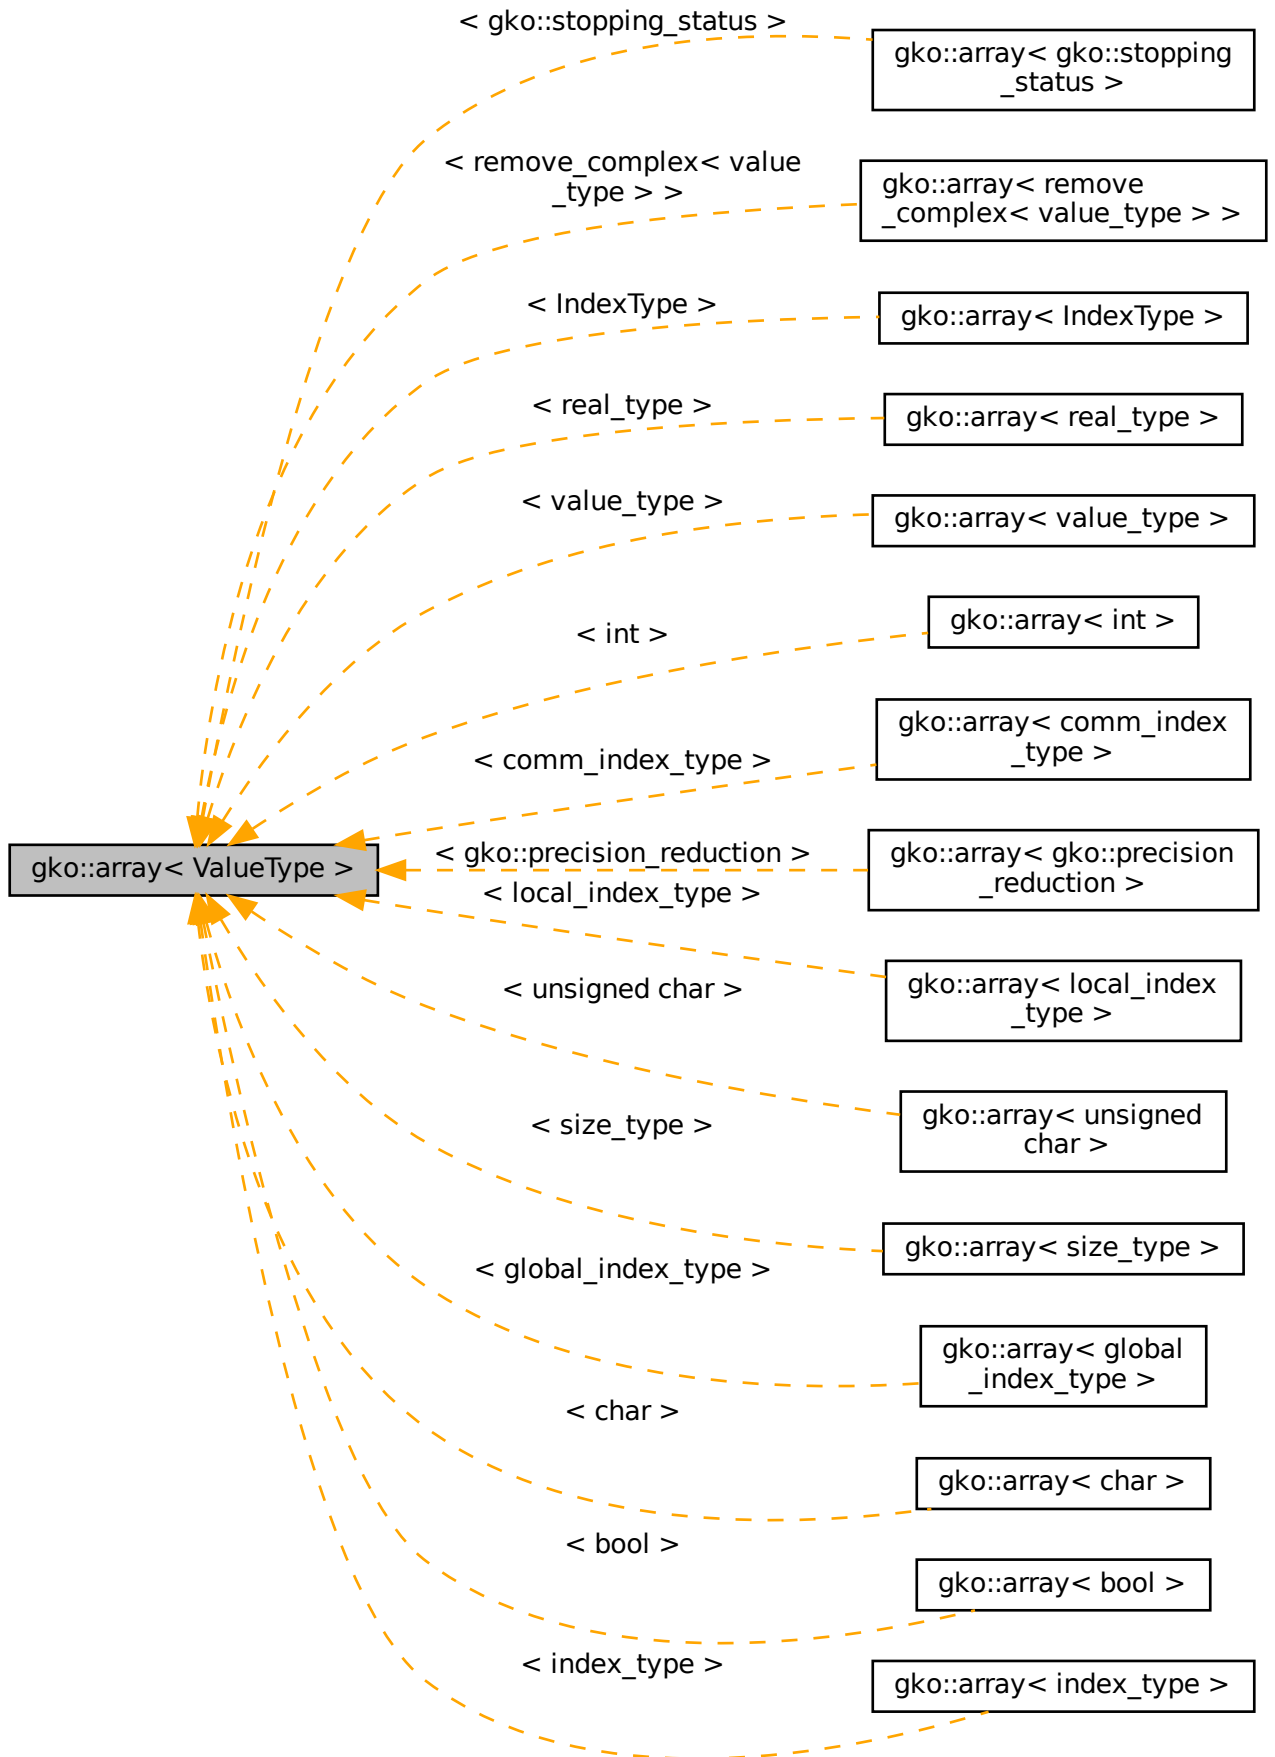 < gko::stopping_status >
gko::array< gko::stopping
_status >
< remove_complex< value
_type > >
gko::array< remove
_complex< value_type > >
< IndexType >
gko::array< IndexType >
< real_type >
gko::array< real_type >
< value_type >
gko::array< value_type >
< int >
gko::array< int >
< comm_index_type >
gko::array< comm_index
_type >
gko::array< ValueType >
< gko::precision_reduction >
gko::array< gko::precision
_reduction >
< local_index_type >
gko::array< local_index
_type >
< unsigned char >
gko::array< unsigned
char >
< size_type >
gko::array< size_type >
< global_index_type >
gko::array< global
_index_type >
< char >
gko::array< char >
< bool >
gko::array< bool >
< index_type >
gko::array< index_type >